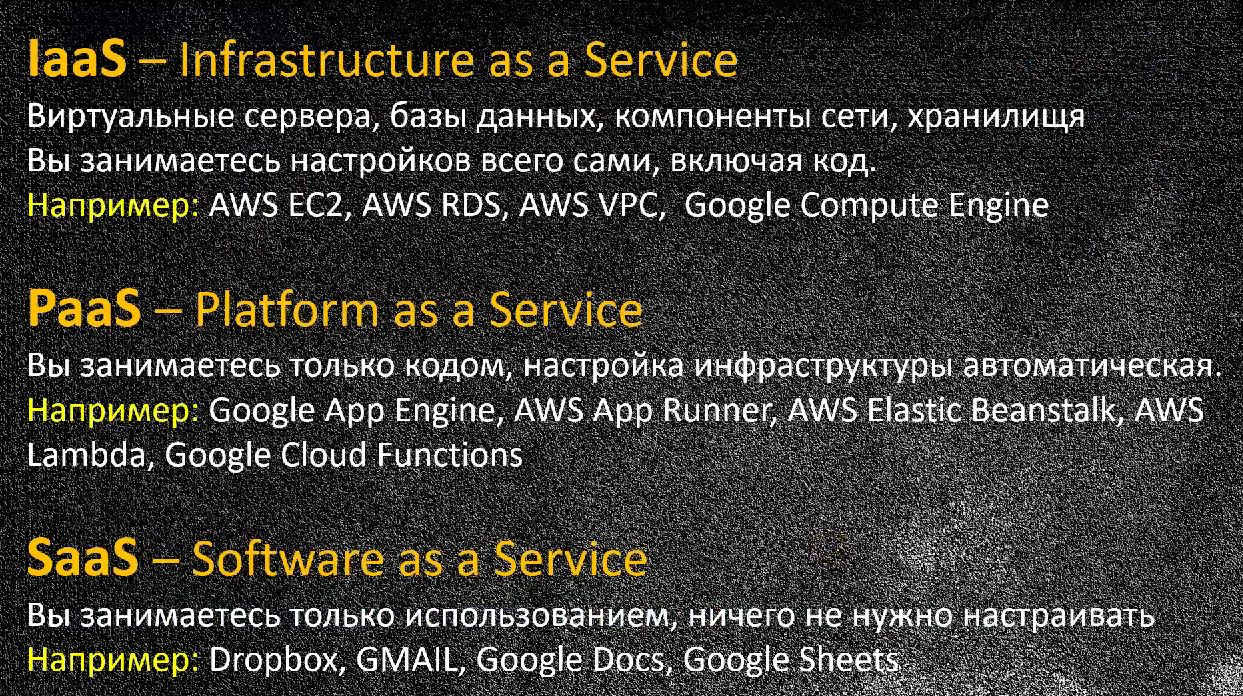 IaaS – Infrastructure as a Service
Виртуальные сервера, базы данных, компоненты сети, хранилищя
Вы занимаетесь настройков всего сами, включая код.
Например: AWS EC2, AWS RDS, AWS VPC,  Google Compute Engine
PaaS – Platform as a Service
Вы занимаетесь только кодом, настройка инфраструктуры автоматическая.
Например: Google App Engine, AWS App Runner, AWS Elastic Beanstalk, AWS
Lambda, Google Cloud Functions
SaaS – Software as a Service
Вы занимаетесь только использованием, ничего не нужно настраивать
Например: Dropbox, GMAIL, Google Docs, Google Sheets